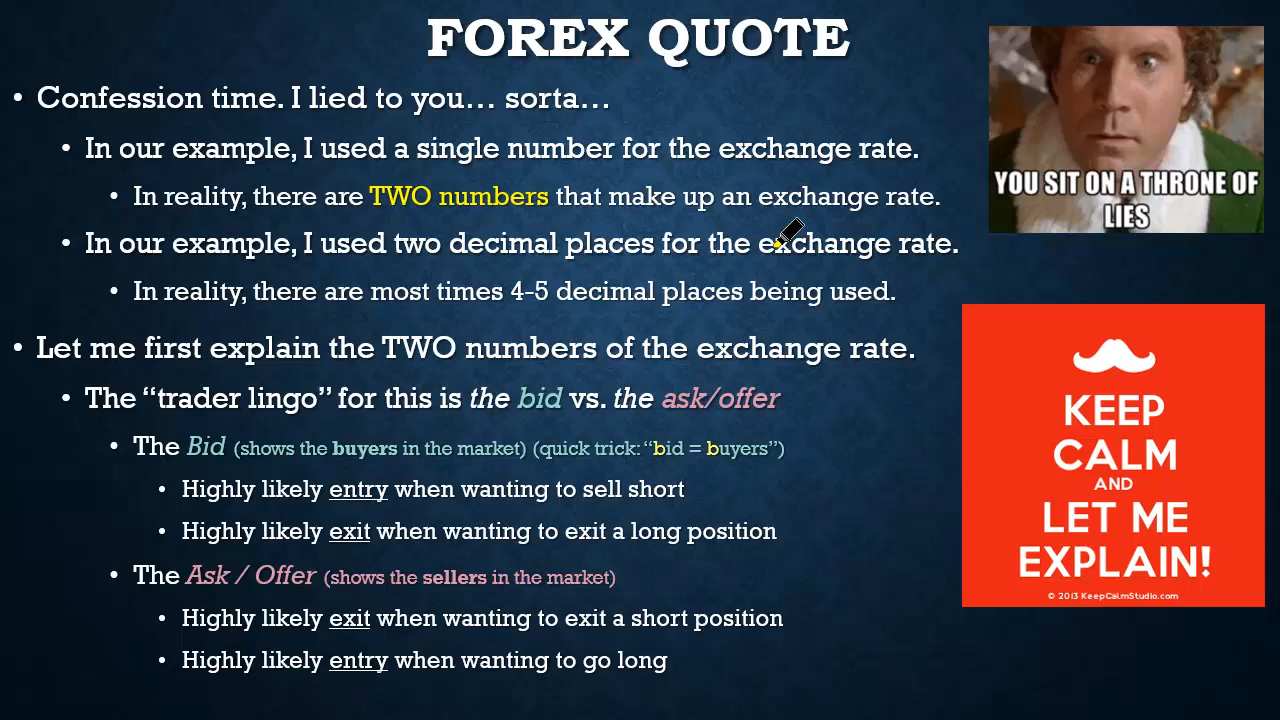 FOREX QUOTE
• Confession time. I lied to you... sorta...
• In our example, I used a single number for the exchange rate.
• In reality, there are TWO numbers that make up an exchange rate.
• In our example, I used two decimal places for the exchange rate.
• In reality, there are most times 4-5 decimal places being used.
• Let me first explain the TWO numbers of the exchange rate.
• The “trader lingo” for this is the bid vs. the ask/offer
• The Bid (shows the buyers in the market) (quick trick: “bid = buyers”)
• Highly likely entry when wanting to sell short
• Highly likely exit when wanting to exit a long position
• The Ask / Offer (shows the sellers in the market)
• Highly likely exit when wanting to exit a short position
• Highly likely entry when wanting to go long
YOU SIT ON A THRONE OF
LIES
KEEP
CALM
AND
LET ME
EXPLAIN!
© 2013 KeepCalmStudio.com